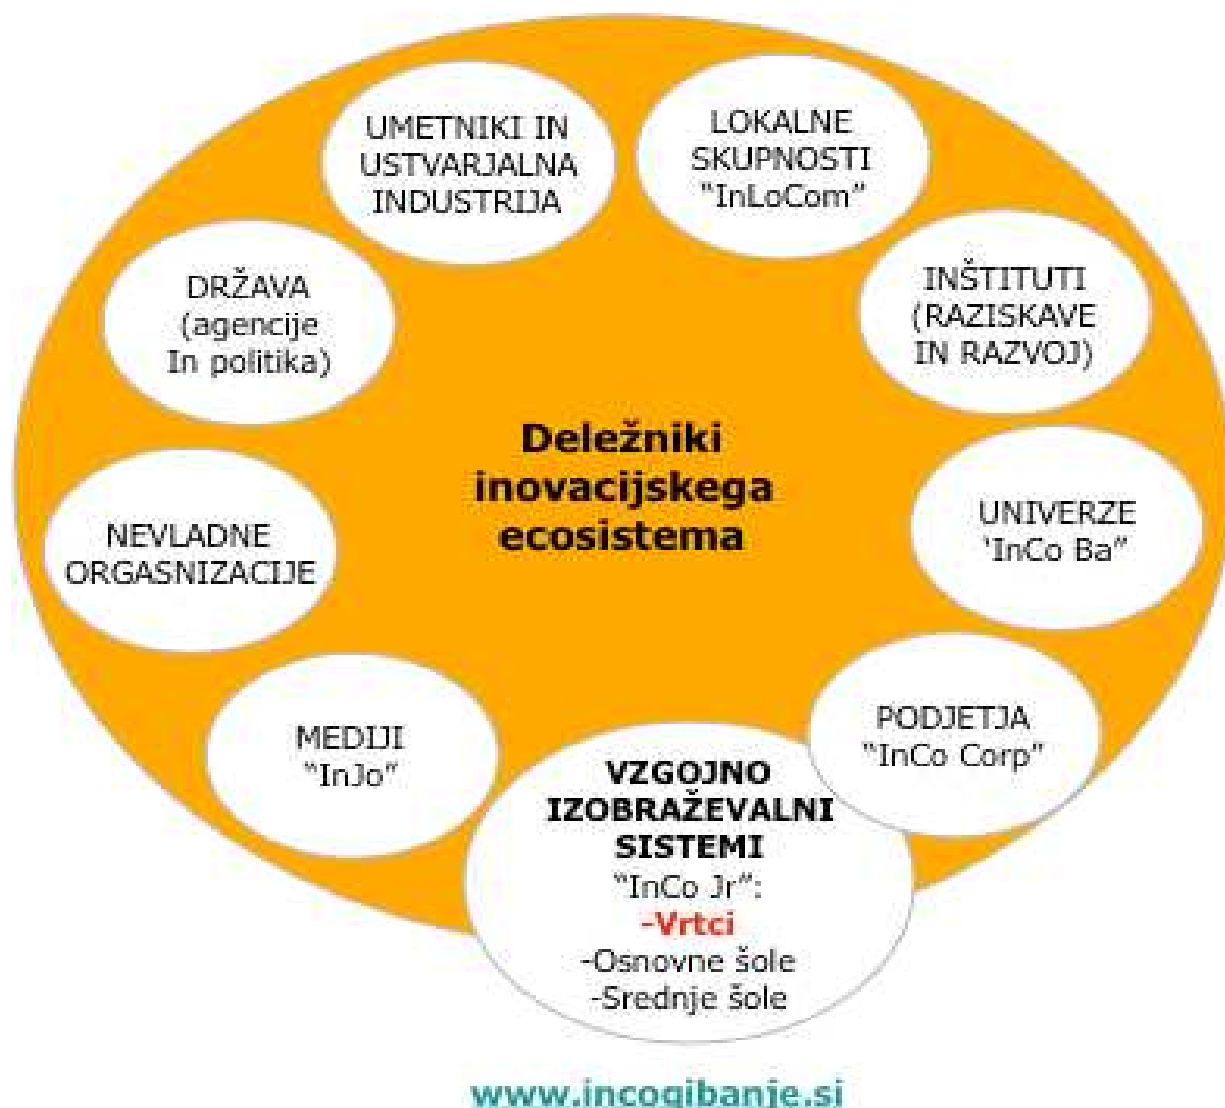 UMETNIKI IN
USTVARJALNA
INDUSTRIJA
LOKALNE
SKUPNOSTI
"InLoCom"
DRŽAVA
(agencije
In politika)
INŠTITUTI
(RAZISKAVE
IN RAZVOJ)
Deležniki
inovacijskega
ecosistema
NEVLADNE
ORGASNIZACIJE
UNIVERZE
'InCo Ba"
MEDIJI
"InJo"
PODJETJA
"InCo Corp"
VZGOJNO
IZOBRAŽEVALNI
SISTEMI
"InCo Jr":
-Vrtci
-Osnovne šole
-Srednje šole
www.incogibanje.si